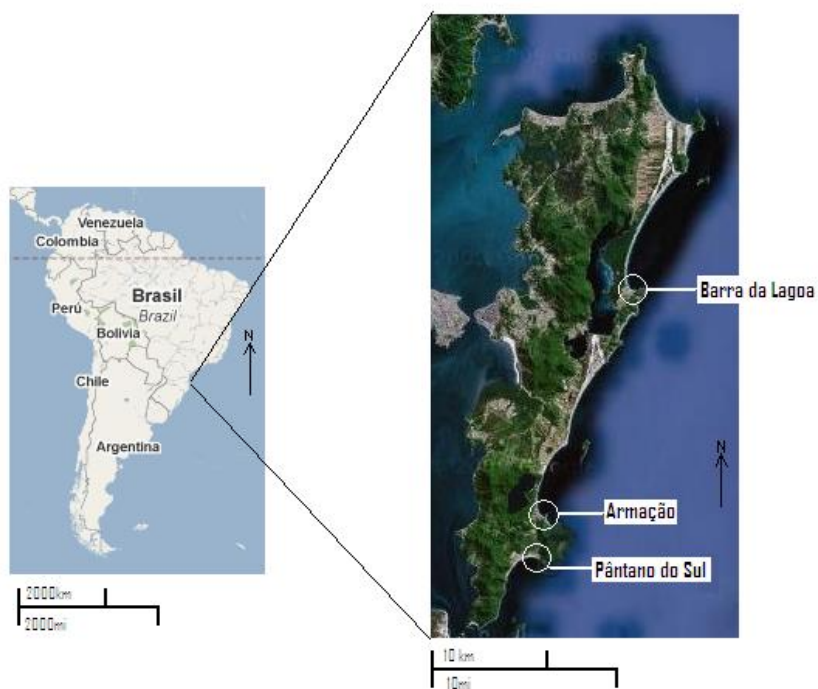 Venezuela
Colombia
Brasil
Brazil
Perú
Bolivia
Chile
Argentina
N
2000km
2000mi
Barra da Lagoa
N
Armação
Pântano do Sul
10 km
10mi